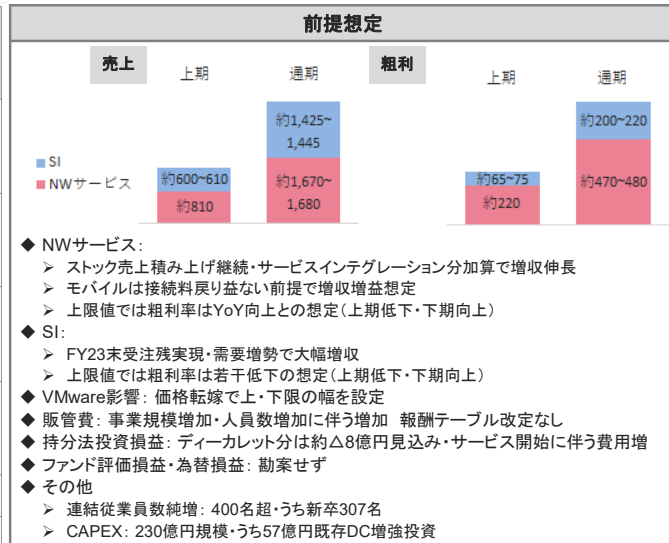 前提想定
売上
上期
通期
粗利
上期
通期
SI
NWサービス
約600~610
約810
約1,425~
1,445
約1,670~
1,680
約65~75
約220
約200~220
約470~480
◆ NWサービス:
➢ ストック売上積み上げ継続・サービスインテグレーション分加算で増収伸長
➢ モバイルは接続料戻り益ない前提で増収増益想定
➢ 上限値では粗利率はYoY向上との想定(上期低下・下期向上)
◆ SI:
➢ FY23末受注残実現・需要増勢で大幅増収
➢ 上限値では粗利率は若干低下の想定(上期低下・下期向上)
◆ VMware影響: 価格転嫁で上・下限の幅を設定
◆ 販管費: 事業規模増加・人員数増加に伴う増加 報酬テーブル改定なし
◆ 持分法投資損益: ディーカレット分は約△8億円見込み・サービス開始に伴う費用増
◆ ファンド評価損益・為替損益: 勘案せず
◆ その他
➢ 連結従業員数純増: 400名超・うち新卒307名
➢ CAPEX: 230億円規模・うち57億円既存DC増強投資